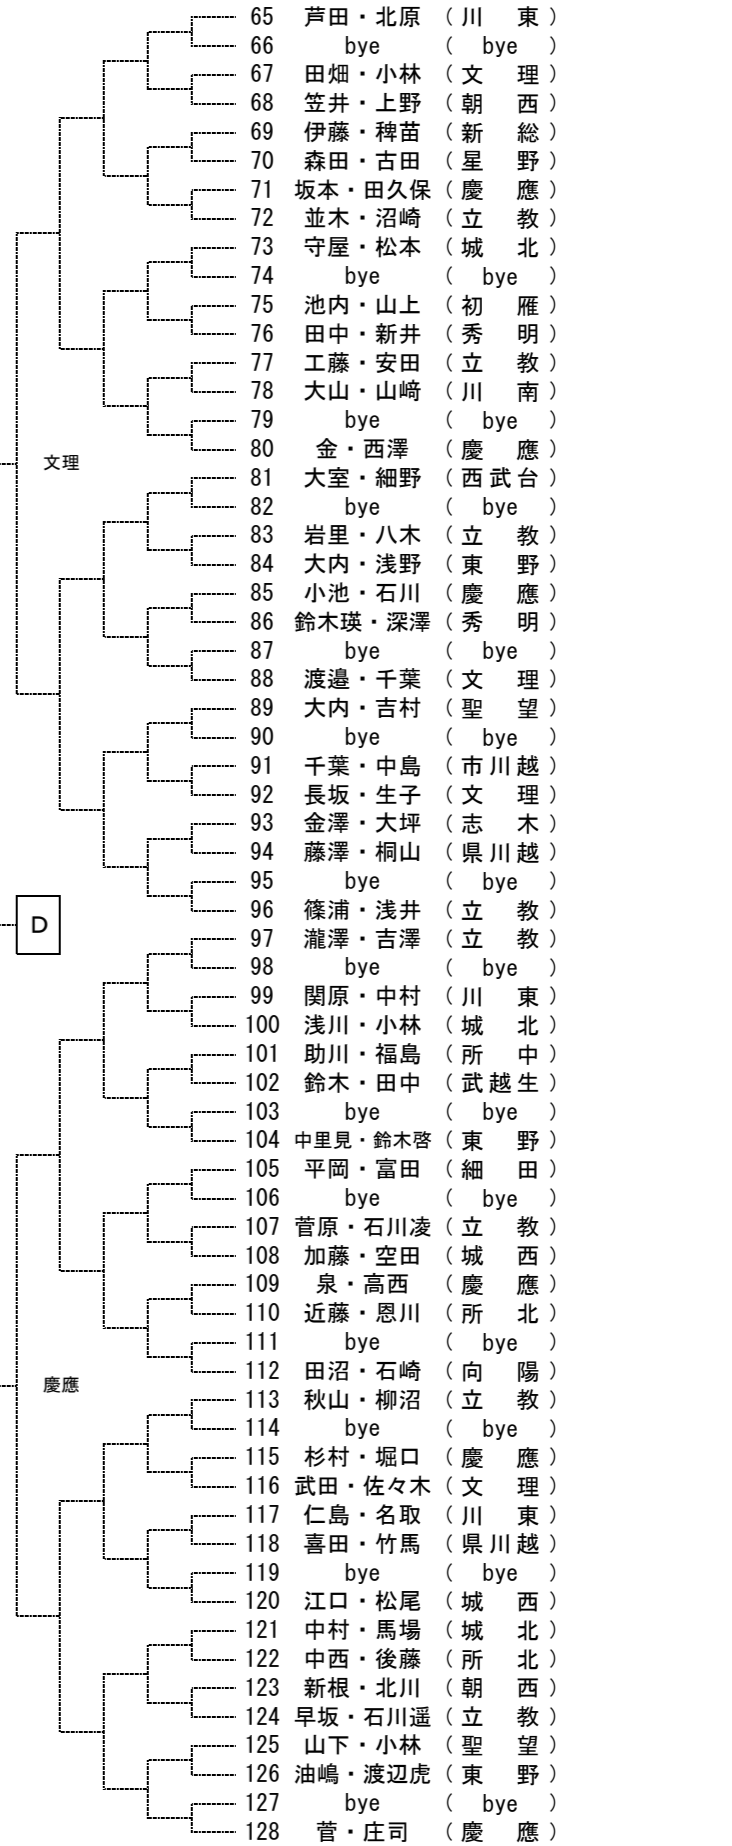 65 芦田・北原 （川 東）
66 bye （ bye ）
67 田畑・小林 （文 理）
68 笠井・上野 （朝 西）
69 伊藤・稗苗 （新 総）
70 森田・古田 （星 野）
71 坂本・田久保 （慶 應）
72 並木・沼崎 （立 教）
73 守屋・松本 （城 北）
74 bye （ bye ）
75 池内・山上 （初 雁）
76 田中・新井 （秀 明）
77 工藤・安田 （立 教）
78 大山・山﨑 （川 南）
79 bye （ bye ）
80 金・西澤 （慶 應）
文理
81 大室・細野 （西武台）
82 bye （ bye ）
83 岩里・八木 （立 教）
84 大内・浅野 （東 野）
85 小池・石川 （慶 應）
86 鈴木瑛・深澤 （秀 明）
87 bye （ bye ）
88 渡邉・千葉 （文 理）
89 大内・吉村 （聖 望）
90 bye （ bye ）
91 千葉・中島 （市川越）
92 長坂・生子 （文 理）
93 金澤・大坪 （志 木）
94 藤澤・桐山 （県川越）
95 bye （ bye ）
96 篠浦・浅井 （立 教）
D
97 瀧澤・吉澤 （立 教）
98 bye （ bye ）
99 関原・中村 （川 東）
100 浅川・小林 （城 北）
101 助川・福島 （所 中）
102 鈴木・田中 （武越生）
103 bye （ bye ）
104 中里見・鈴木啓 （東 野）
105 平岡・富田 （細 田）
106 bye （ bye ）
107 菅原・石川凌 （立 教）
108 加藤・空田 （城 西）
109 泉・高西 （慶 應）
110 近藤・恩川 （所 北）
111 bye （ bye ）
112 田沼・石崎 （向 陽）
慶應
113 秋山・柳沼 （立 教）
114 bye （ bye ）
115 杉村・堀口 （慶 應）
116 武田・佐々木 （文 理）
117 仁島・名取 （川 東）
118 喜田・竹馬 （県川越）
119 bye （ bye ）
120 江口・松尾 （城 西）
121 中村・馬場 （城 北）
122 中西・後藤 （所 北）
123 新根・北川 （朝 西）
124 早坂・石川遥 （立 教）
125 山下・小林 （聖 望）
126 油嶋・渡辺虎 （東 野）
127 bye （ bye ）
128 菅・庄司 （慶 應）